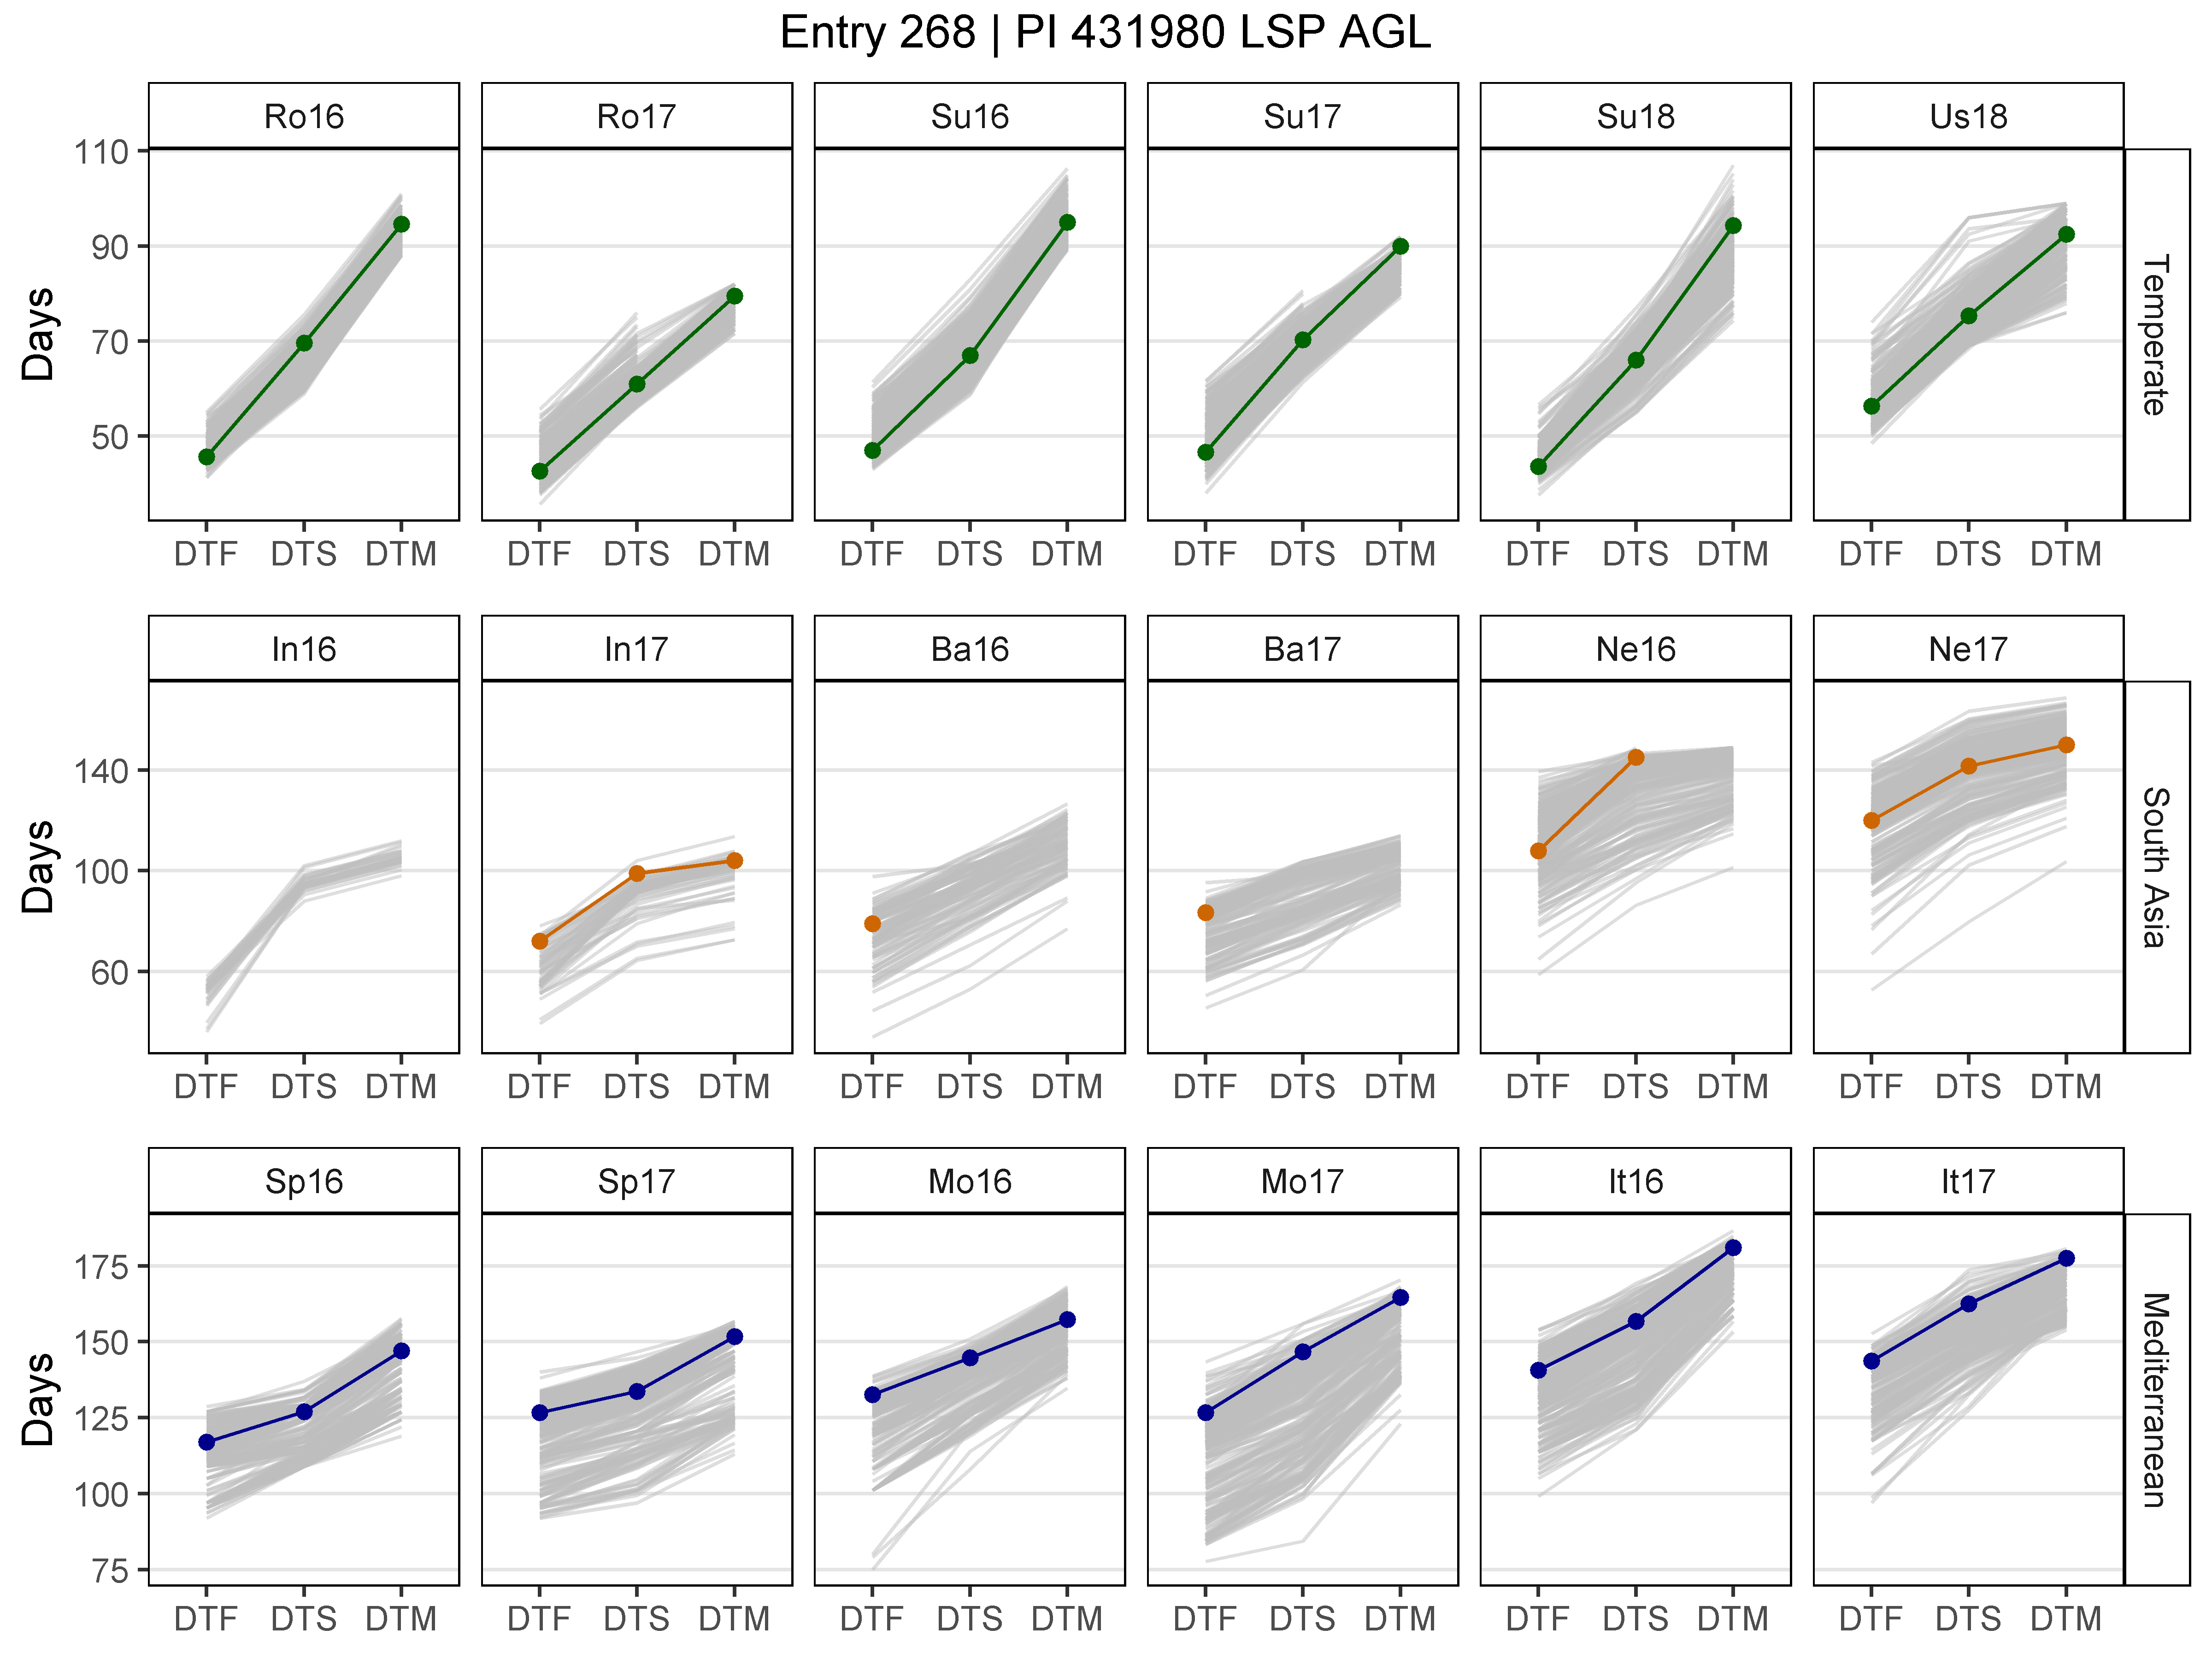 Entry 268 | PI 431980 LSP AGL
Ro16 Ro17 Su16 Su17 Su18 Us18
110
90
70
50
Days
Temperate
DTF DTS DTM DTF DTS DTM DTF DTS DTM DTF DTS DTM DTF DTS DTM DTF DTS DTM
In16 In17 Ba16 Ba17 Ne16 Ne17
140
100
60
Days
South Asia
DTF DTS DTM DTF DTS DTM DTF DTS DTM DTF DTS DTM DTF DTS DTM DTF DTS DTM
Sp16 Sp17 Mo16 Mo17 It16 It17
175
150
125
100
75
Days
Mediterranean
DTF DTS DTM DTF DTS DTM DTF DTS DTM DTF DTS DTM DTF DTS DTM DTF DTS DTM